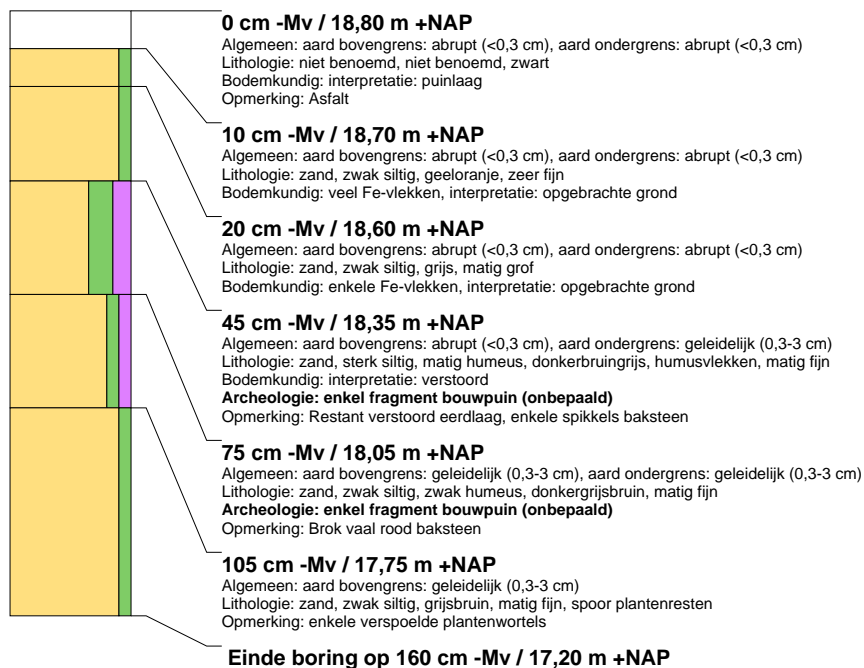 0 cm -Mv / 18,80 m +NAP
Algemeen: aard bovengrens: abrupt (<0,3 cm), aard ondergrens: abrupt (<0,3 cm)
Lithologie: niet benoemd, niet benoemd, zwart
Bodemkundig: interpretatie: puinlaag
Opmerking: Asfalt
10 cm -Mv / 18,70 m +NAP
Algemeen: aard bovengrens: abrupt (<0,3 cm), aard ondergrens: abrupt (<0,3 cm)
Lithologie: zand, zwak siltig, geeloranje, zeer fijn
Bodemkundig: veel Fe-vlekken, interpretatie: opgebrachte grond
20 cm -Mv / 18,60 m +NAP
Algemeen: aard bovengrens: abrupt (<0,3 cm), aard ondergrens: abrupt (<0,3 cm)
Lithologie: zand, zwak siltig, grijs, matig grof
Bodemkundig: enkele Fe-vlekken, interpretatie: opgebrachte grond
45 cm -Mv / 18,35 m +NAP
Algemeen: aard bovengrens: abrupt (<0,3 cm), aard ondergrens: geleidelijk (0,3-3 cm)
Lithologie: zand, sterk siltig, matig humeus, donkerbruingrijs, humusvlekken, matig fijn
Bodemkundig: interpretatie: verstoord
Archeologie: enkel fragment bouwpuin (onbepaald)
Opmerking: Restant verstoord eerdlaag, enkele spikkels baksteen
75 cm -Mv / 18,05 m +NAP
Algemeen: aard bovengrens: geleidelijk (0,3-3 cm), aard ondergrens: geleidelijk (0,3-3 cm)
Lithologie: zand, zwak siltig, zwak humeus, donkergrijsbruin, matig fijn
Archeologie: enkel fragment bouwpuin (onbepaald)
Opmerking: Brok vaal rood baksteen
105 cm -Mv / 17,75 m +NAP
Algemeen: aard bovengrens: geleidelijk (0,3-3 cm)
Lithologie: zand, zwak siltig, grijsbruin, matig fijn, spoor plantenresten
Opmerking: enkele verspoelde plantenwortels
Einde boring op 160 cm -Mv / 17,20 m +NAP